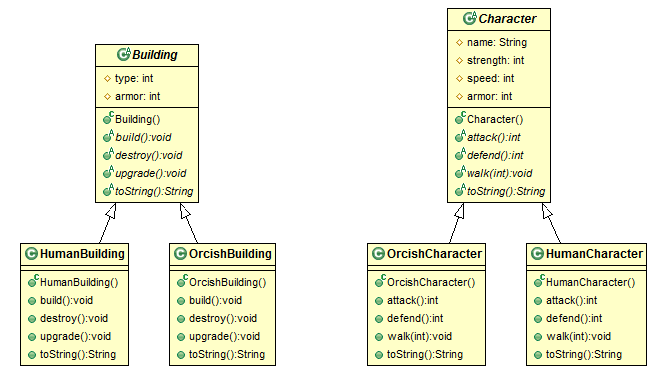 Building
type: int
armor: int
Building()
build():void
destroy():void
upgrade():void
toString():String
Character
name: String
strength: int
speed: int
armor: int
Character()
attack():int
defend():int
walk(int):void
toString():String
HumanBuilding
HumanBuilding()
build():void
destroy():void
upgrade():void
toString():String
OrcishBuilding
OrcishBuilding()
build():void
destroy():void
upgrade():void
toString():String
OrcishCharacter
OrcishCharacter()
attack():int
defend():int
walk(int):void
toString():String
HumanCharacter
HumanCharacter()
attack():int
defend():int
walk(int):void
toString():String